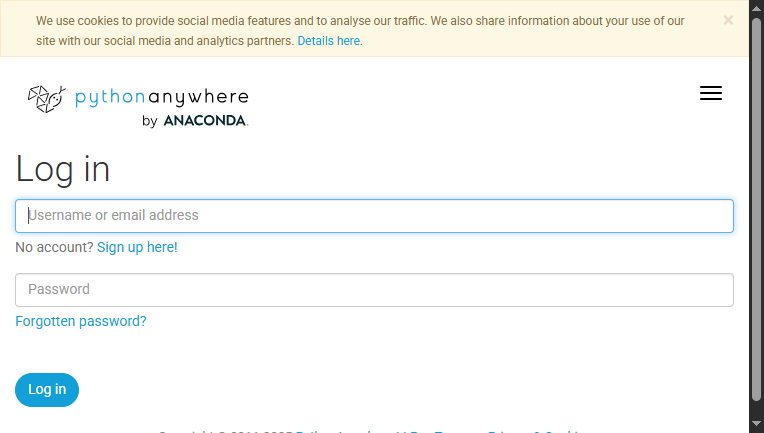 We use cookies to provide social media features and to analyse our traffic. We also share information about your use of our
site with our social media and analytics partners. Details here.
×
pythonanywhere
by ANACONDA.
Log in
Username or email address
No account? Sign up here!
Password
Forgotten password?
Log in